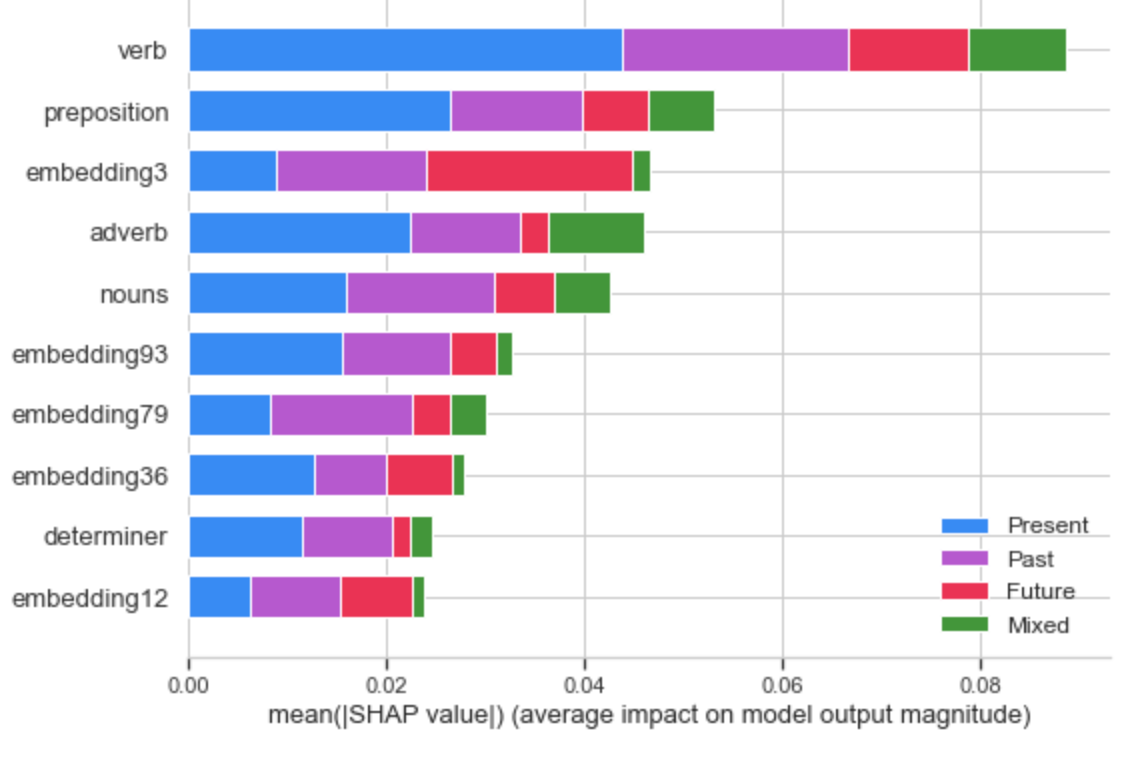 verb
preposition
embedding3
adverb
nouns
embedding93
embedding79
embedding36
determiner
embedding12
Present
Past
Future
Mixed
0.00 0.02 0.04 0.06 0.08
mean(|SHAP value|) (average impact on model output magnitude)